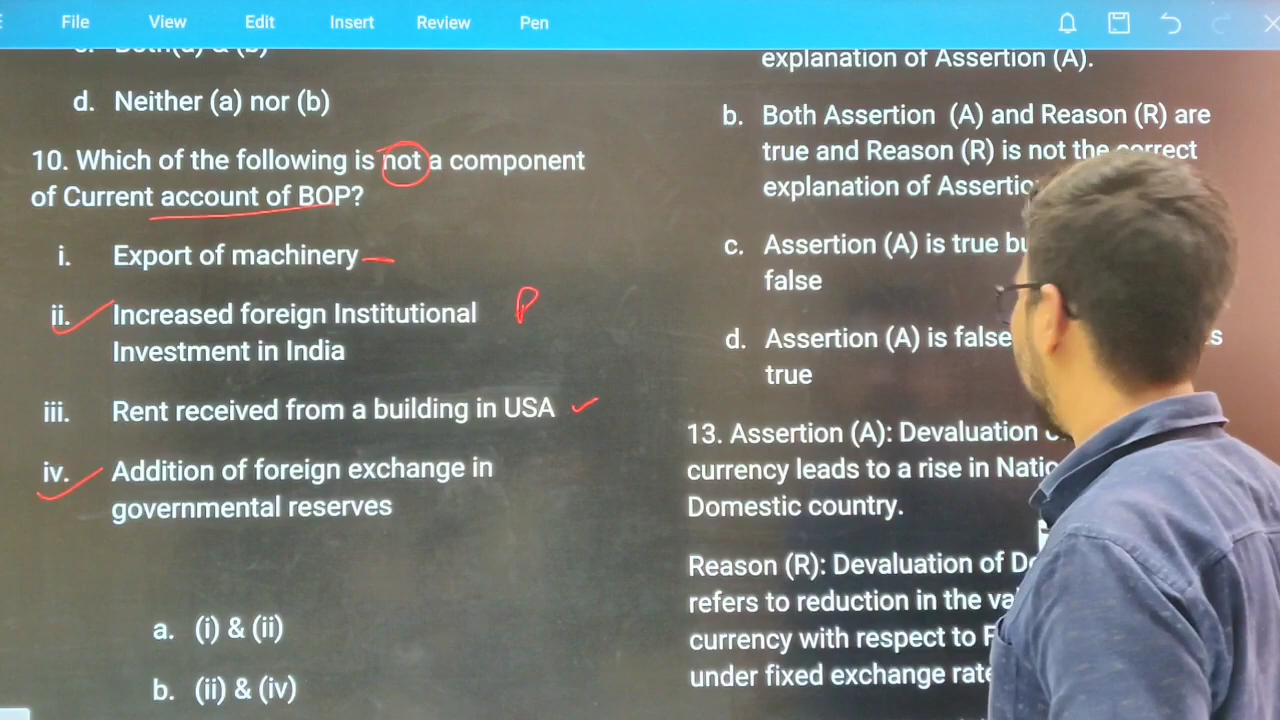 File View Edit Insert Review Pen
c. Both(a) & (b)
d. Neither (a) nor (b)
10. Which of the following is not a component
of Current account of BOP?
i. Export of machinery
ii. Increased foreign Institutional
Investment in India
P
iii. Rent received from a building in USA
iv. Addition of foreign exchange in
governmental reserves
a. (i) & (ii)
b. (ii) & (iv)
explanation of Assertion (A).
b. Both Assertion (A) and Reason (R) are
true and Reason (R) is not the correct
explanation of
c. Assertion (A) is true
false
d. Assertion (A) is false
true
13. Assertion (A): Devaluation
currency leads to a rise in
Domestic country.
Reason (R): Devaluation of
refers to reduction in the
currency with respect to
under fixed exchange